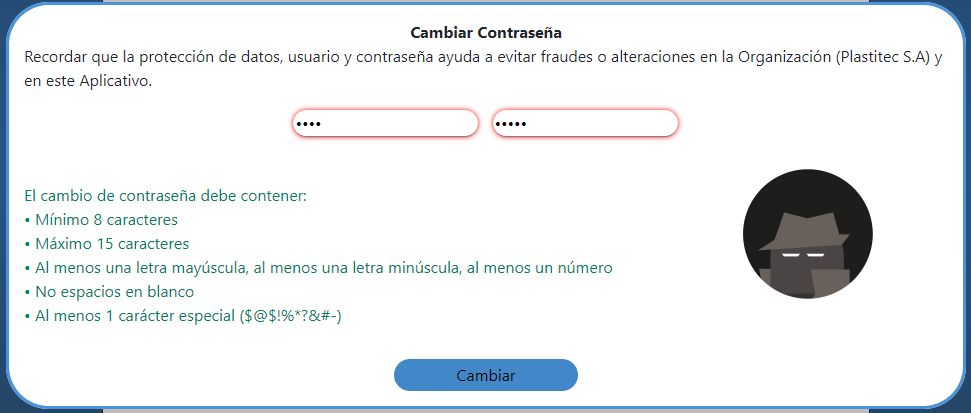 Cambiar Contraseña
Recordar que la protección de datos, usuario y contraseña ayuda a evitar fraudes o alteraciones en la Organización (Plastitec S.A) y
en este Aplicativo.
•••• •••••
El cambio de contraseña debe contener:
• Mínimo 8 caracteres
• Máximo 15 caracteres
• Al menos una letra mayúscula, al menos una letra minúscula, al menos un número
• No espacios en blanco
• Al menos 1 carácter especial ($@$!%*?&#-)
Cambiar